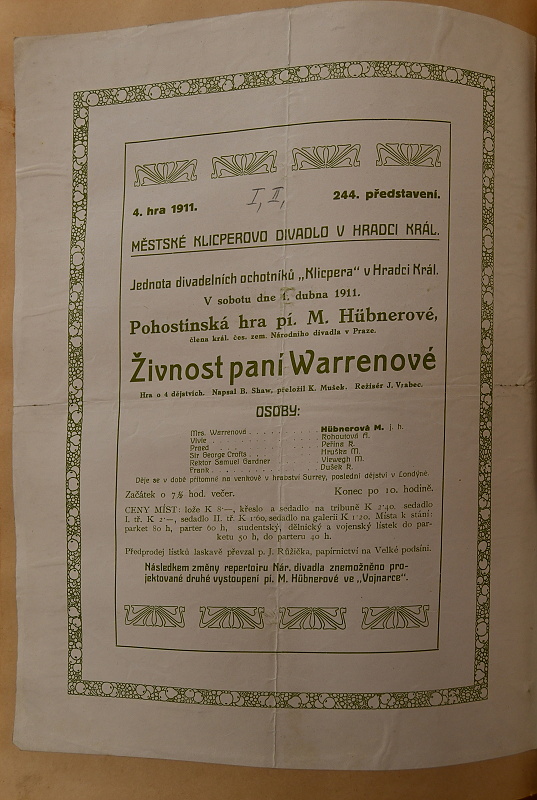 4. hra 1911.
I, II,
244. představení.
MĚSTSKÉ KLICPEROVO DIVADLO V HRADCI KRÁL.
Jednota divadelních ochotníků „Klicpera“ v Hradci Král.
V sobotu dne 1. dubna 1911.
Pohostinská hra pí. M. Hübnerové,
člena král. čes. zem. Národního divadla v Praze.
Živnost paní Warrenové
Hra o 4 dějstvích. Napsal B. Shaw, přeložil K. Mušek. Režisér J. Vrabec.
OSOBY:
Mrs. Warrenová . . . . . . . . . . Hübnerová M. j. h.
Vivie . . . . . . . . . . Rohoutová A.
Praed . . . . . . . . . . Peřina R.
Sir George Crofts . . . . . . . . . . Hruška M.
Rektor Samuel Gardner . . . . . . . . . . Viewegh M.
Frank . . . . . . . . . . Dušek R.
Děje se v době přítomné na venkově v hrabství Surrey, poslední dějství v Londýně.
Začátek o 7½ hod. večer. Konec po 10. hodině.
CENY MÍST: lože K 8·—, křeslo a sedadlo na tribuně K 2·40, sedadlo
I. tř. K 2·—, sedadlo II. tř. K 1·60, sedadlo na galerii K 1·20. Místa k stání:
parket 80 h, parter 60 h, studentský, dělnický a vojenský lístek do par-
ketu 50 h, do parteru 40 h.
Předprodej lístků laskavě převzal p. J. Růžička, papírnictví na Velké podsíni.
Následkem změny repertoiru Nár. divadla znemožněno pro-
jektované druhé vystoupení pí. M. Hübnerové ve „Vojnarce“.